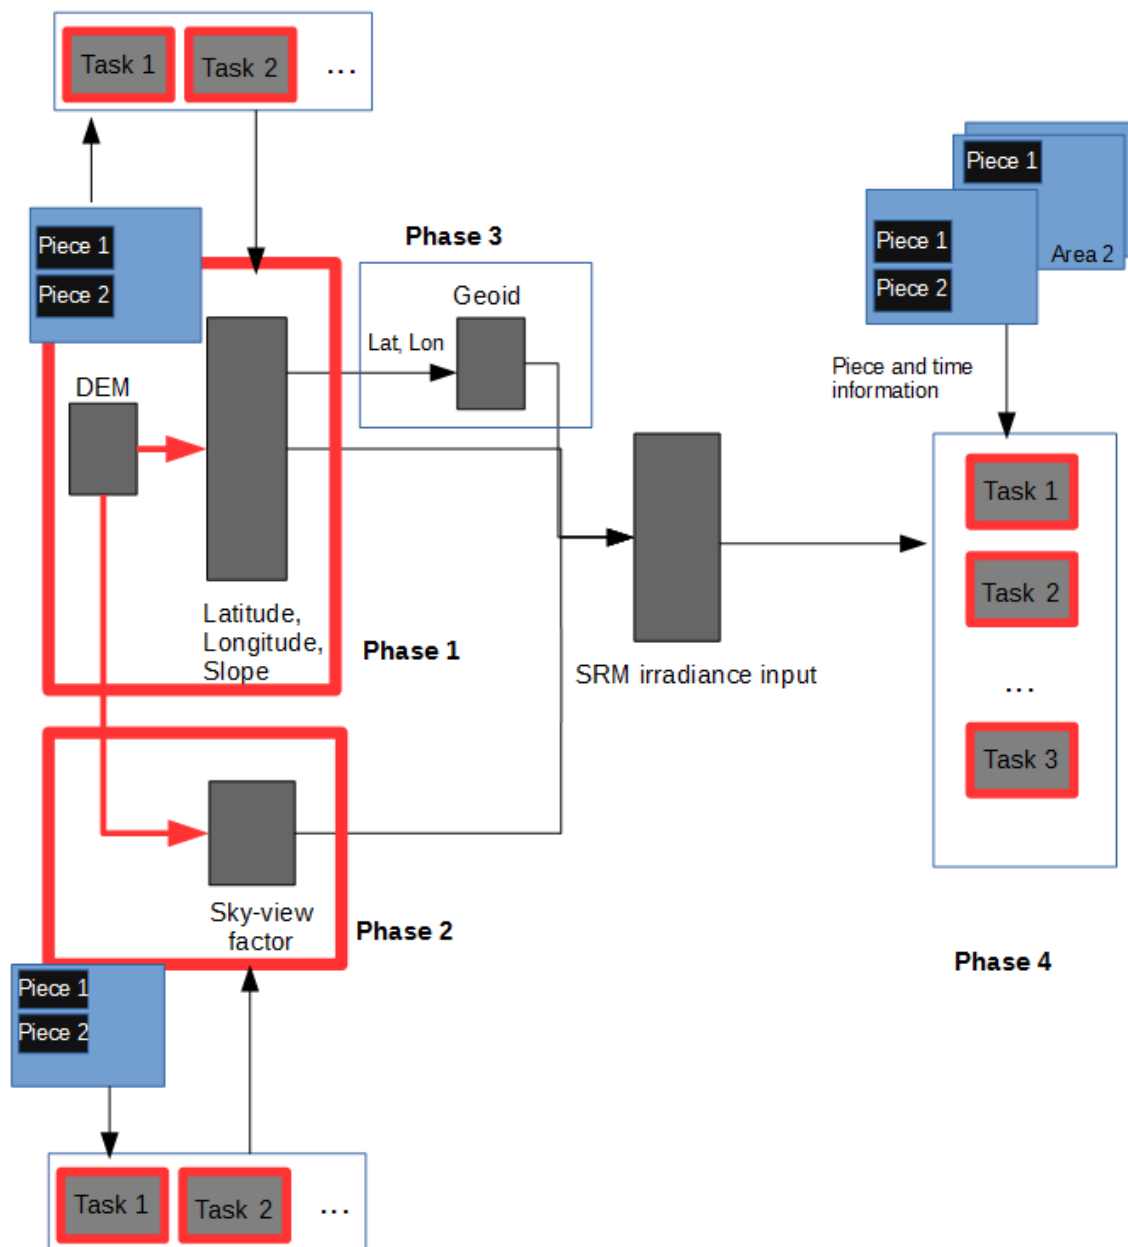 Task 1
Task 2
...
Piece 1
Piece 1
Piece 2
Area 2
Piece 1
Piece 2
Phase 3
Geoid
Lat, Lon
Piece and time
information
DEM
Latitude,
Longitude,
Slope
Phase 1
SRM irradiance input
Task 1
Task 2
...
Task 3
Sky-view
factor
Phase 2
Phase 4
Piece 1
Piece 2
Task 1
Task 2
...